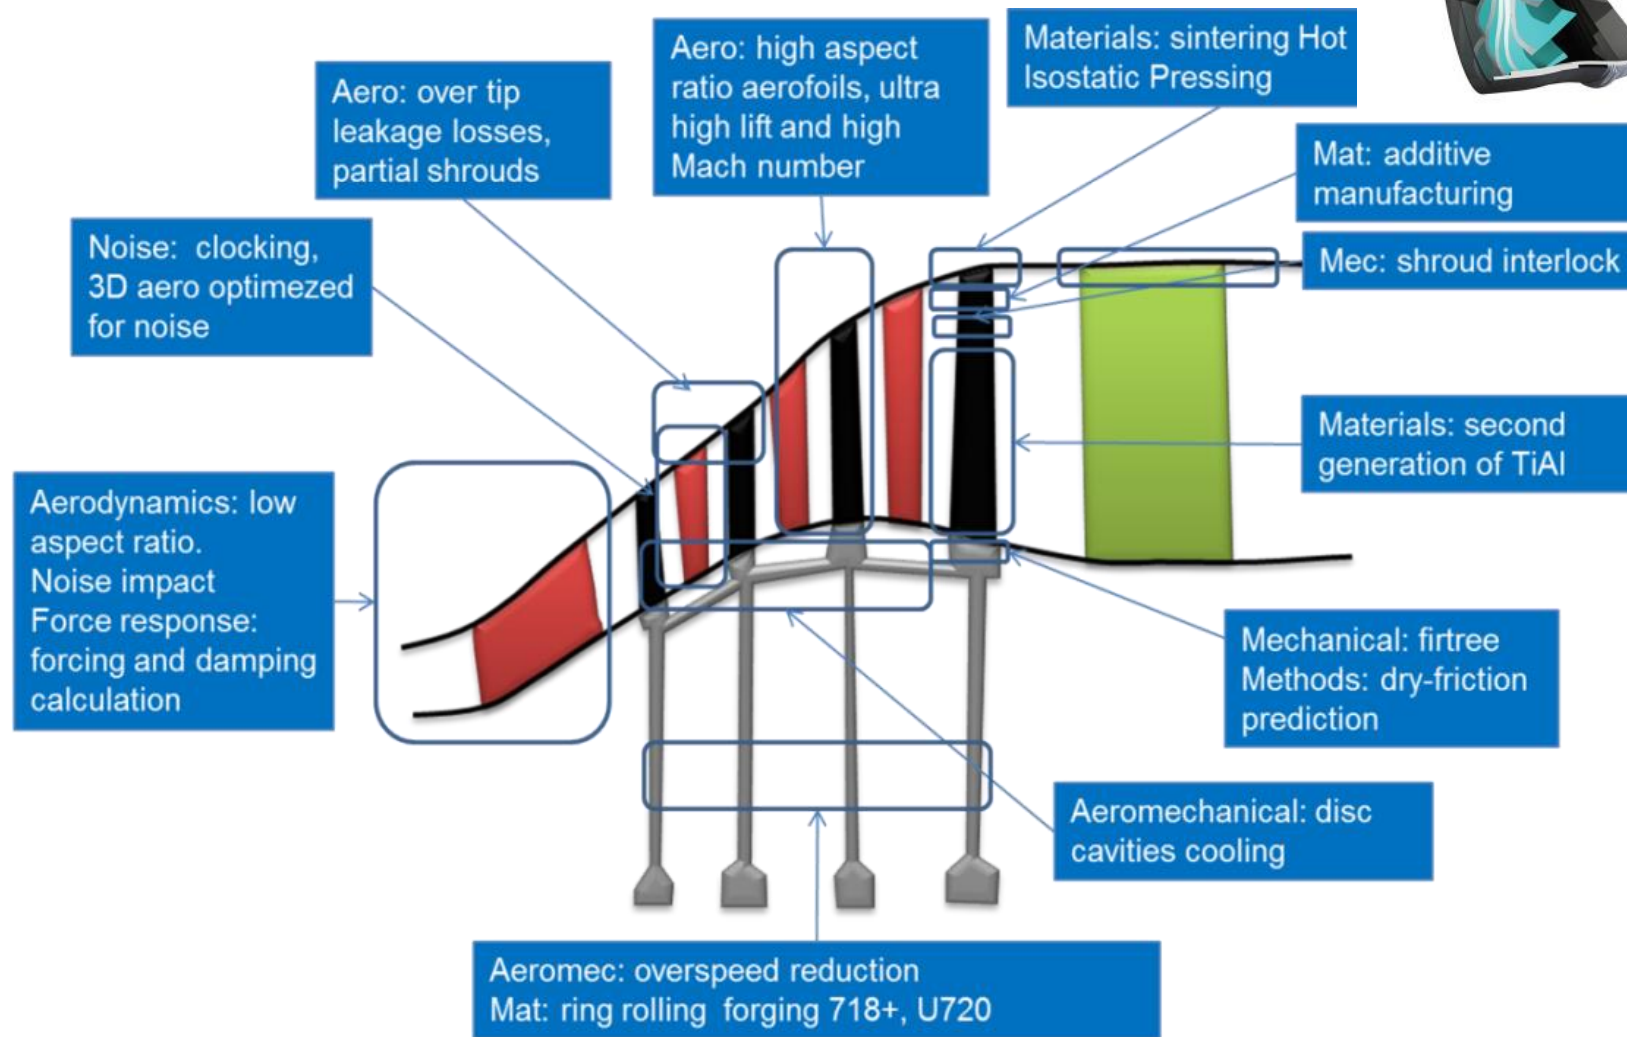 Materials: sintering Hot
Isostatic Pressing
Aero: high aspect
ratio aerofoils, ultra
high lift and high
Mach number
Aero: over tip
leakage losses,
partial shrouds
Mat: additive
manufacturing
Noise: clocking,
3D aero optimezed
for noise
Mec: shroud interlock
Materials: second
generation of TiAl
Aerodynamics: low
aspect ratio.
Noise impact
Force response:
forcing and damping
calculation
Mechanical: firtree
Methods: dry-friction
prediction
Aeromechanical: disc
cavities cooling
Aeromec: overspeed reduction
Mat: ring rolling forging 718+, U720